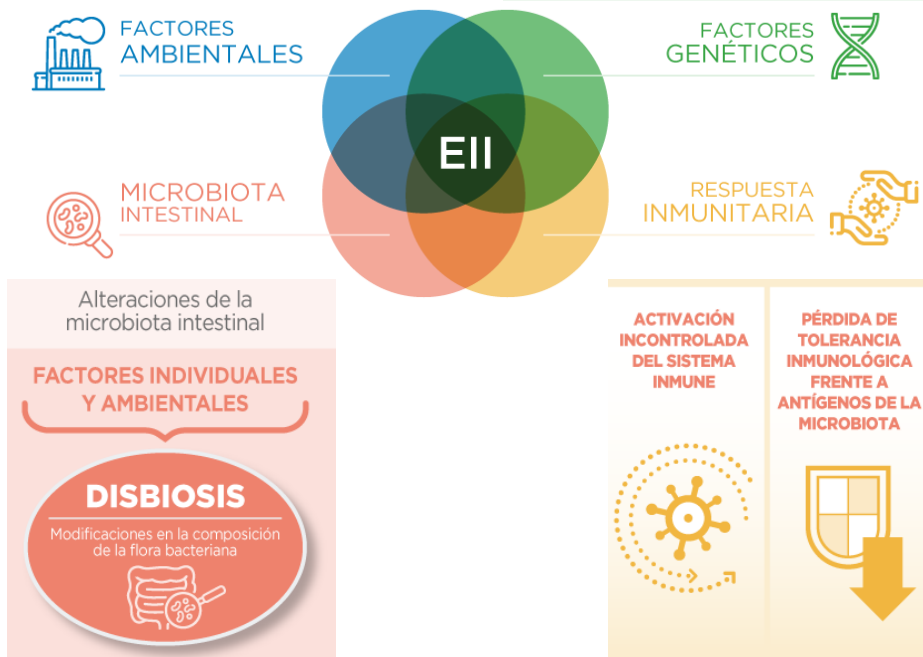 FACTORES
AMBIENTALES
FACTORES
GENÉTICOS
EII
MICROBIOTA
INTESTINAL
RESPUESTA
INMUNITARIA
Alteraciones de la
microbiota intestinal
FACTORES INDIVIDUALES
Y AMBIENTALES
DISBIOSIS
Modificaciones en la composición
de la flora bacteriana
ACTIVACIÓN
INCONTROLADA
DEL SISTEMA
INMUNE
PÉRDIDA DE
TOLERANCIA
INMUNOLÓGICA
FRENTE A
ANTÍGENOS DE LA
MICROBIOTA